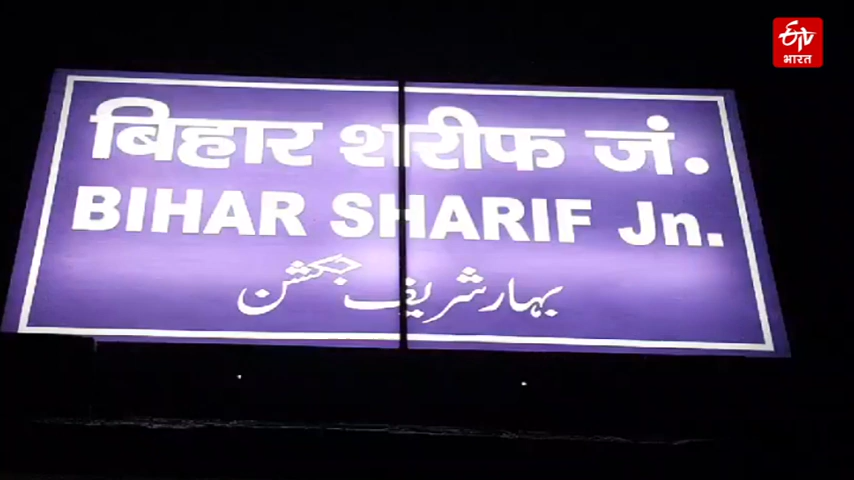 ETV
भारत
बिहार शरीफ जं.
BIHAR SHARIF Jn.
بہار شریف جنکشن